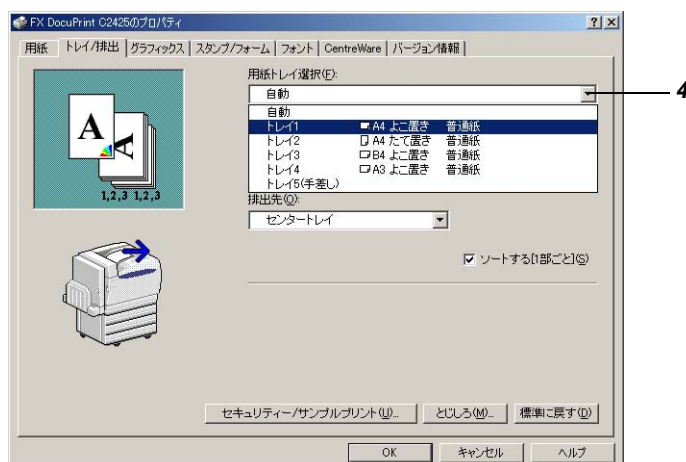 FX DocuPrint C2425のプロパティ
用紙 トレイ/排出 グラフィックス スタンプ/フォーム フォント CentreWare バージョン情報
用紙トレイ選択(F):
自動
4
自動
トレイ1 A4 よこ置き 普通紙
トレイ2 A4 たて置き 普通紙
トレイ3 B4 よこ置き 普通紙
トレイ4 A3 よこ置き 普通紙
トレイ5(手差し)
排出先(O):
センタートレイ
ソートする[1部ごと](S)
A
A
1,2,3 1,2,3
セキュリティー/サンプルプリント(U)... とじしろ(M)... 標準に戻す(D)
OK キャンセル ヘルプ